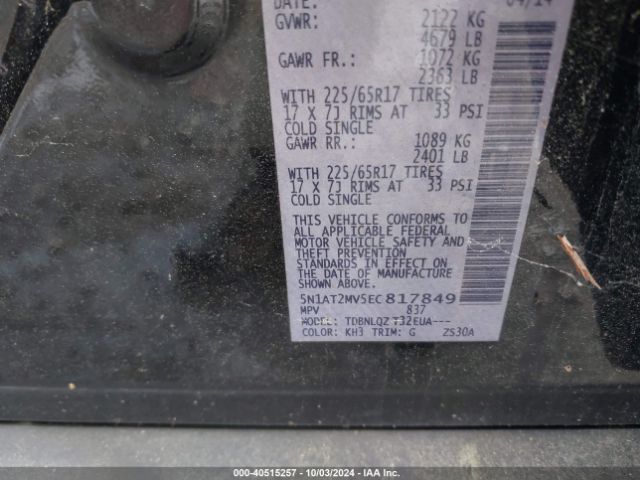 DATE: 04/14
GVWR: 2122 KG
4679 LB
GAWR FR.: 1072 KG
2363 LB
WITH 225/65R17 TIRES
17 X 7J RIMS AT 33 PSI
COLD SINGLE
GAWR RR.: 1089 KG
2401 LB
WITH 225/65R17 TIRES
17 X 7J RIMS AT 33 PSI
COLD SINGLE
THIS VEHICLE CONFORMS TO
ALL APPLICABLE FEDERAL
MOTOR VEHICLE SAFETY AND
THEFT PREVENTION
STANDARDS IN EFFECT ON
THE DATE OF MANUFACTURE
SHOWN ABOVE.
5N1AT2MV5EC817849
MPV 837
MODEL: TDBNLQZ T32EUA---
COLOR: KH3 TRIM: G ZS30A
000-40515257 - 10/03/2024 - IAA Inc.